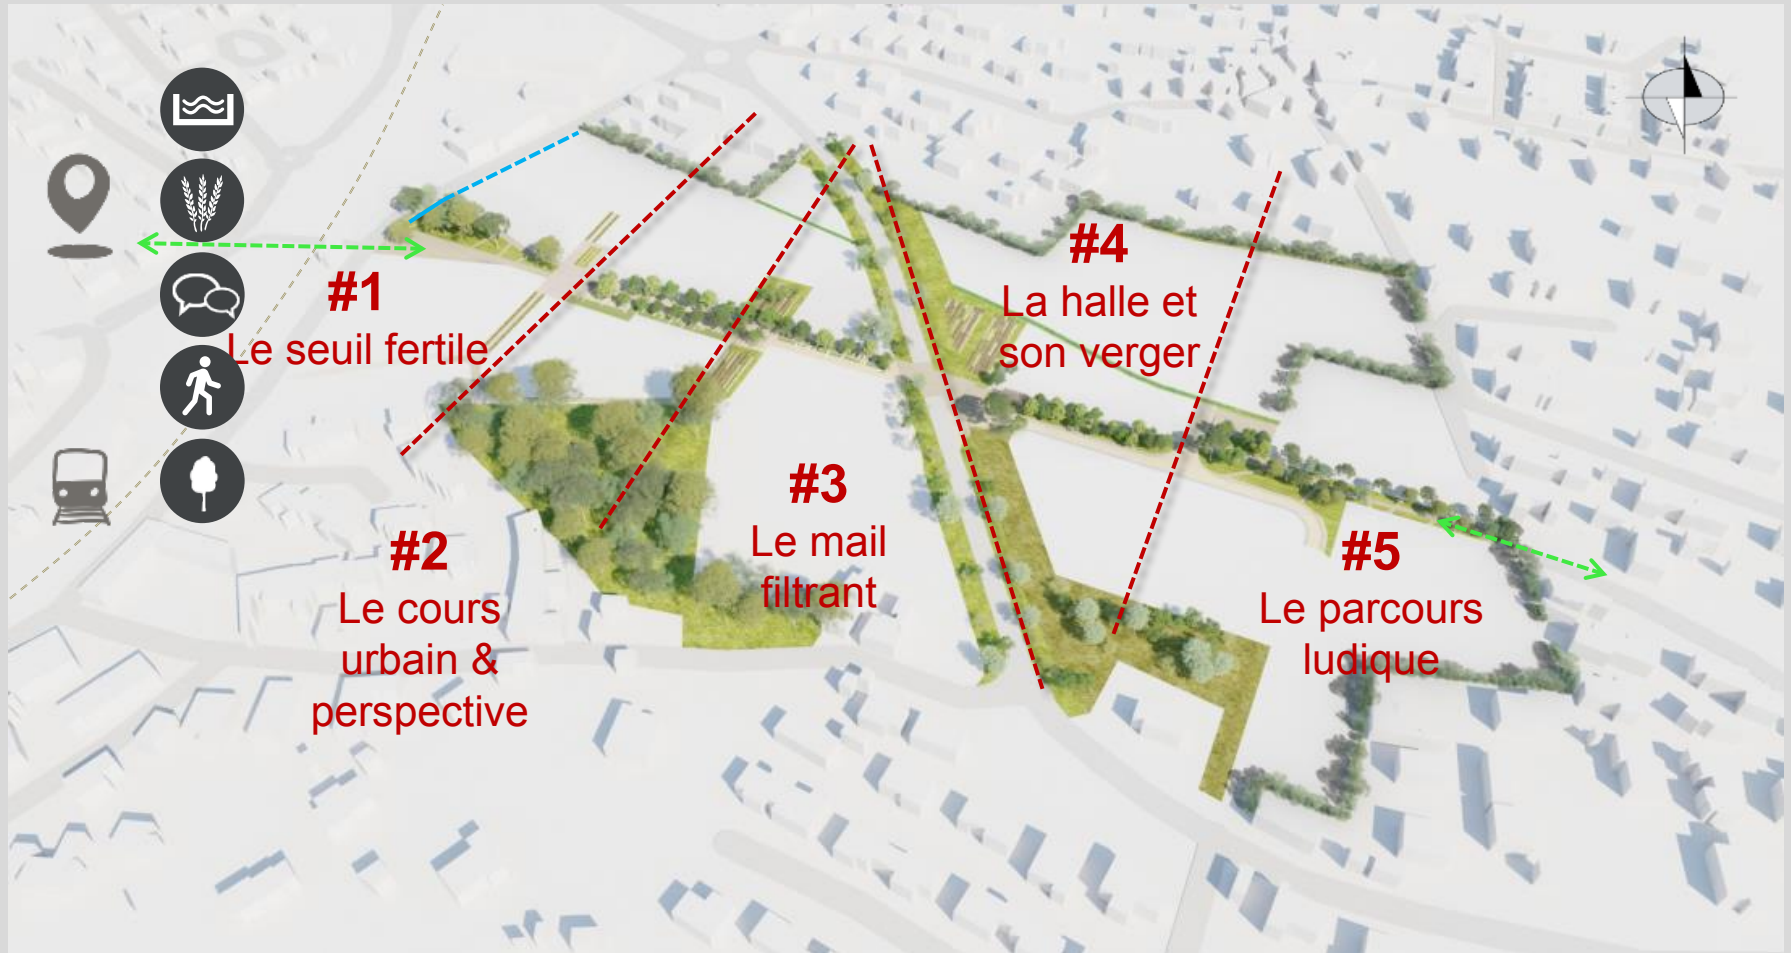 #1
Le seuil fertile
#2
Le cours
urbain &
perspective
#3
Le mail
filtrant
#4
La halle et
son verger
#5
Le parcours
ludique